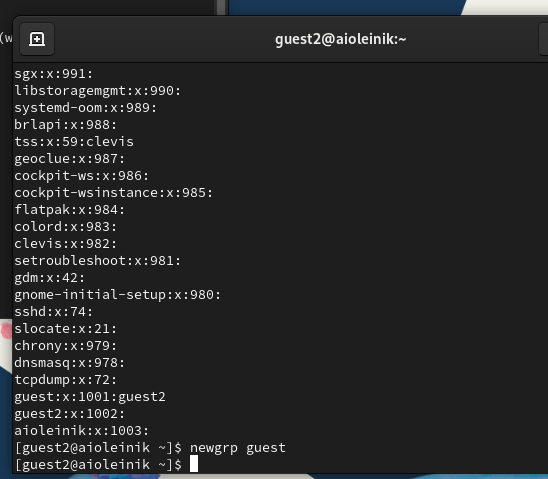 (w
guest2@aioleinik:~
sgx:x:991:
libstoragemgmt:x:990:
systemd-oom:x:989:
brlapi:x:988:
tss:x:59:clevis
geoclue:x:987:
cockpit-ws:x:986:
cockpit-wsinstance:x:985:
flatpak:x:984:
colord:x:983:
clevis:x:982:
setroubleshoot:x:981:
gdm:x:42:
gnome-initial-setup:x:980:
sshd:x:74:
slocate:x:21:
chrony:x:979:
dnsmasq:x:978:
tcpdump:x:72:
guest:x:1001:guest2
guest2:x:1002:
aioleinik:x:1003:
[guest2@aioleinik ~]$ newgrp guest
[guest2@aioleinik ~]$